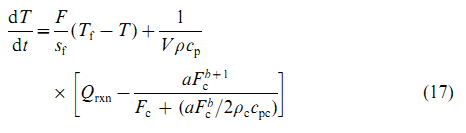 dT/dt = F/s_f (T_f − T) + 1/(Vρc_p)
× [Q_rxn − aF_c^{b+1}/(F_c + (aF_c^b/2ρ_c c_pc))] (17)